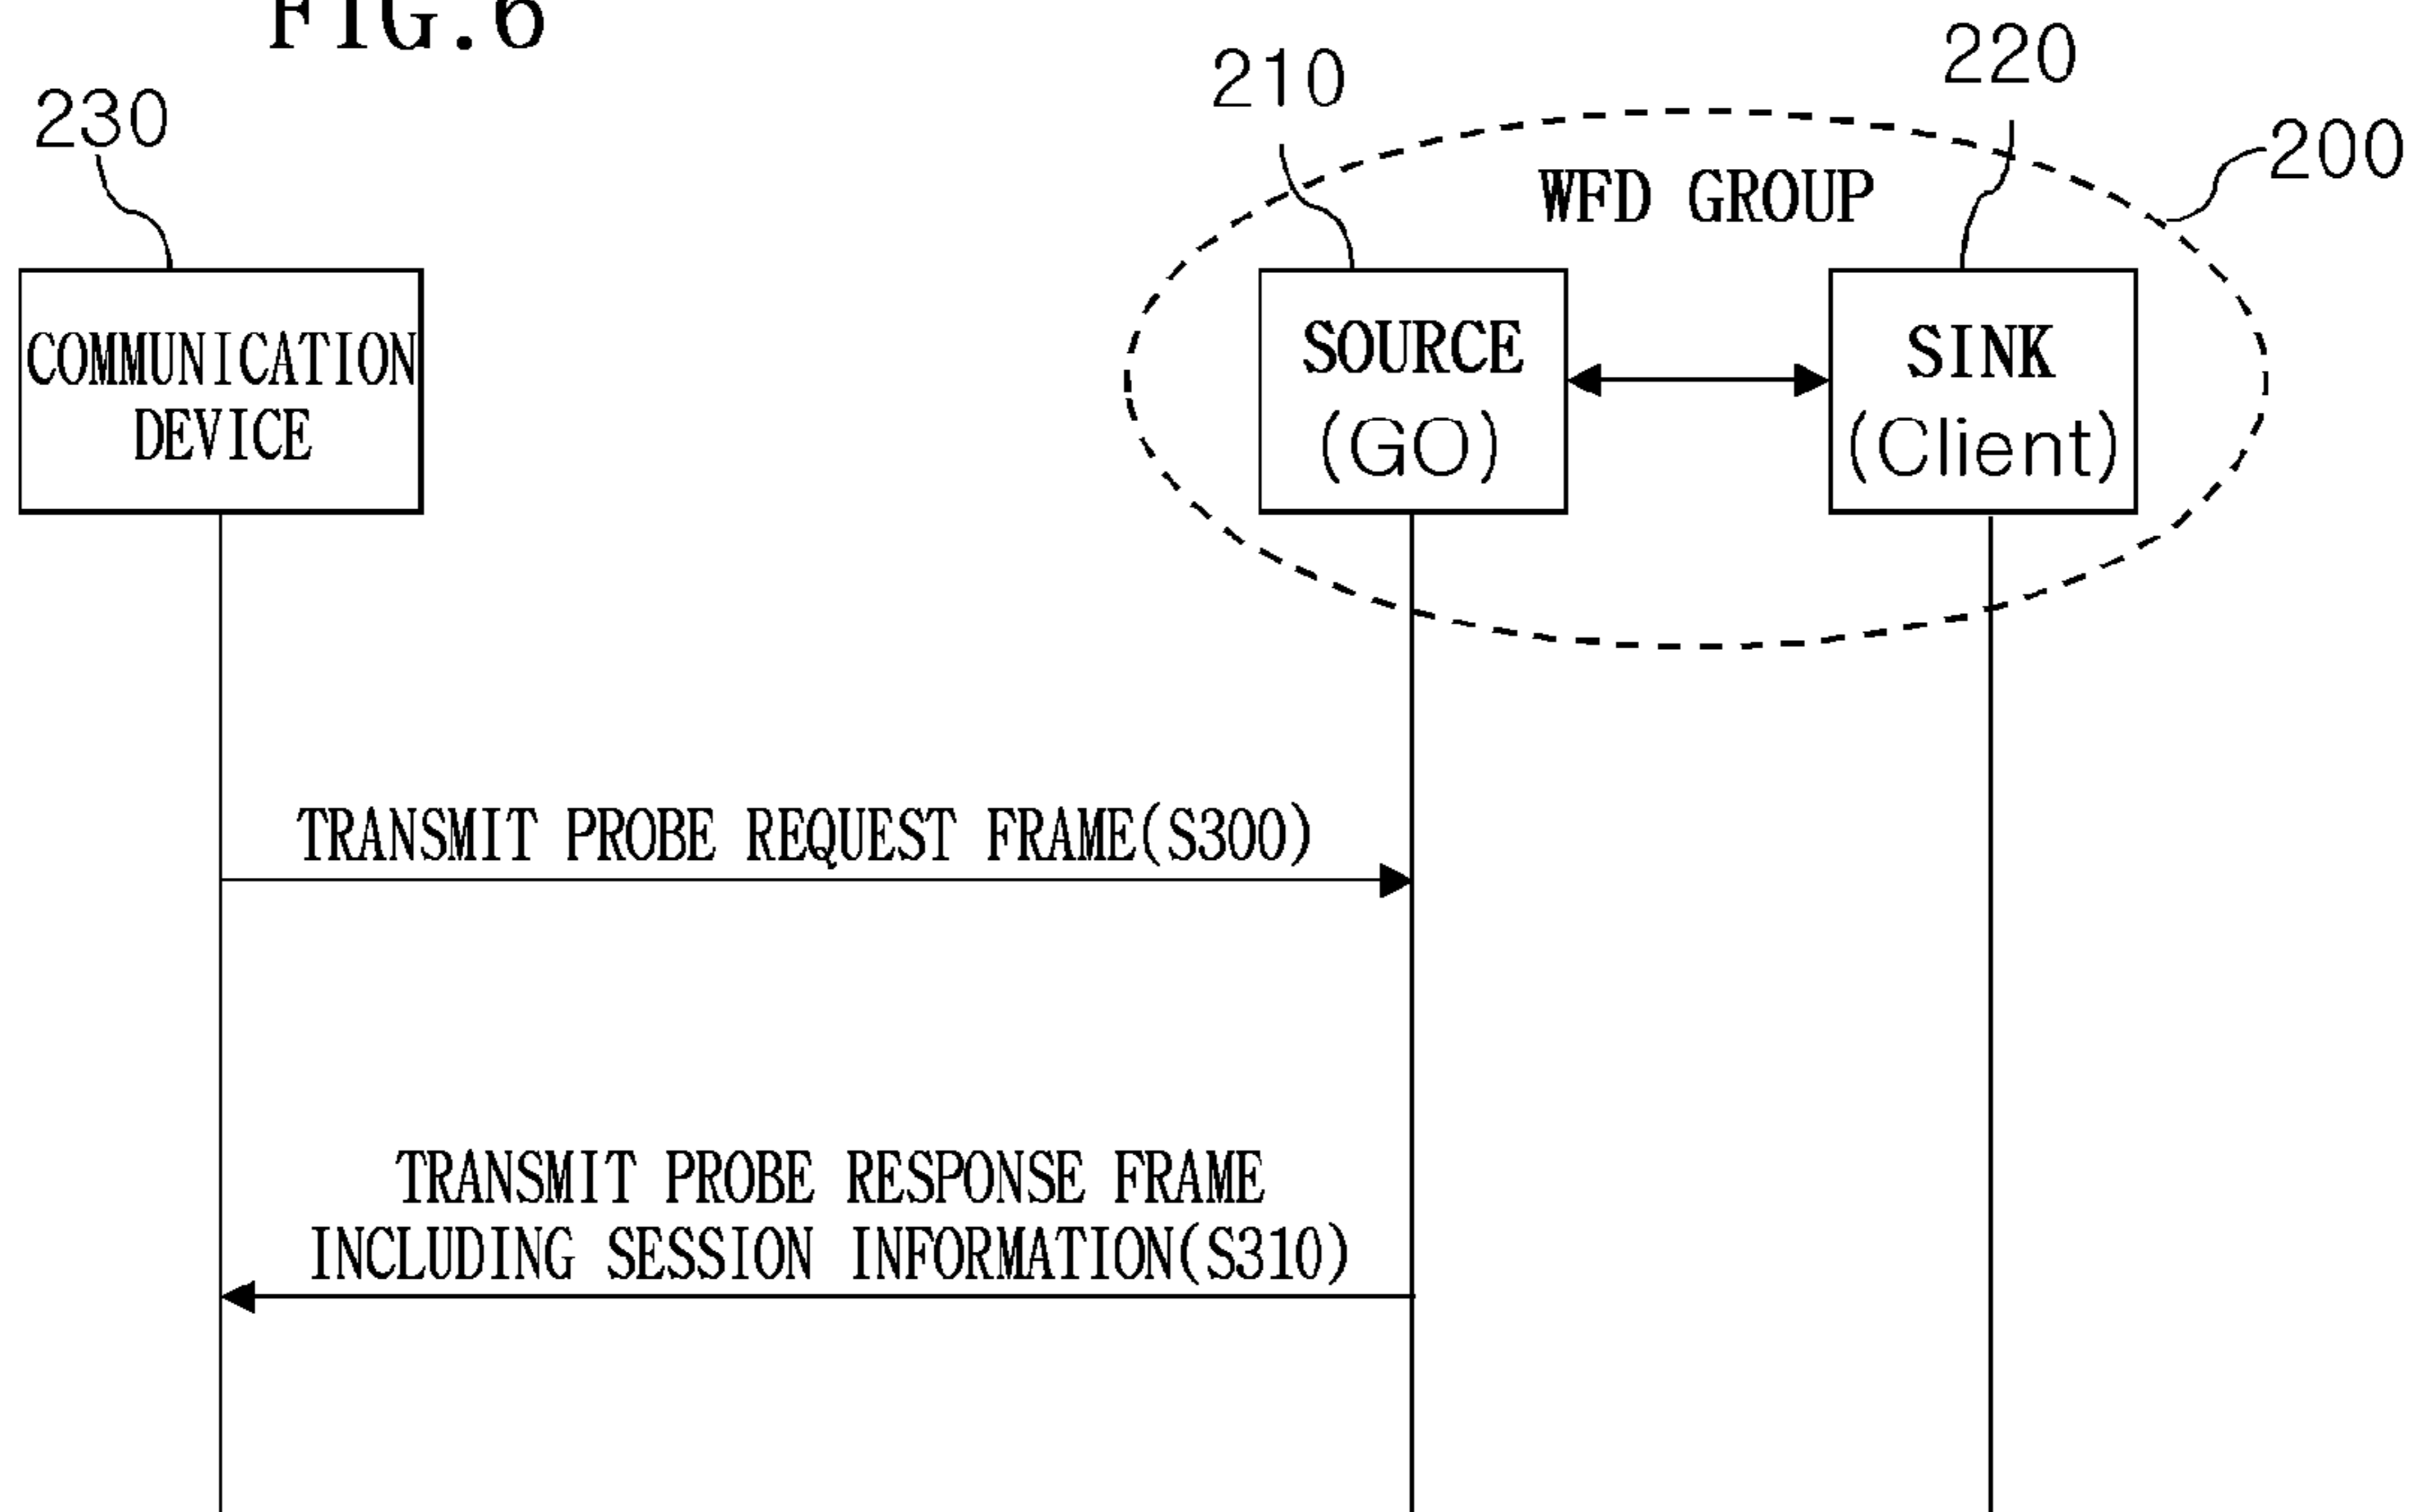 FIG.6
230
210
220
200
WFD GROUP
COMMUNICATION
DEVICE
SOURCE
(GO)
SINK
(Client)
TRANSMIT PROBE REQUEST FRAME(S300)
TRANSMIT PROBE RESPONSE FRAME
INCLUDING SESSION INFORMATION(S310)